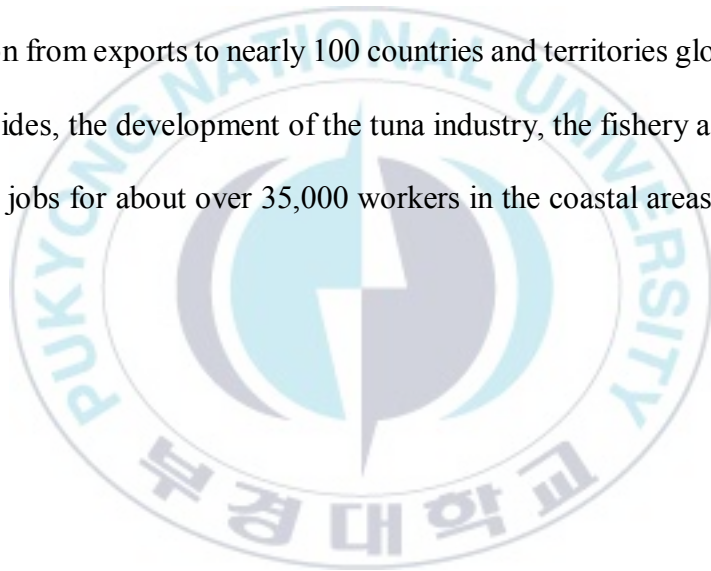 on from exports to nearly 100 countries and territories glo
ides, the development of the tuna industry, the fishery a
jobs for about over 35,000 workers in the coastal areas
PUKYONG NATIONAL UNIVERSITY
부경대학교